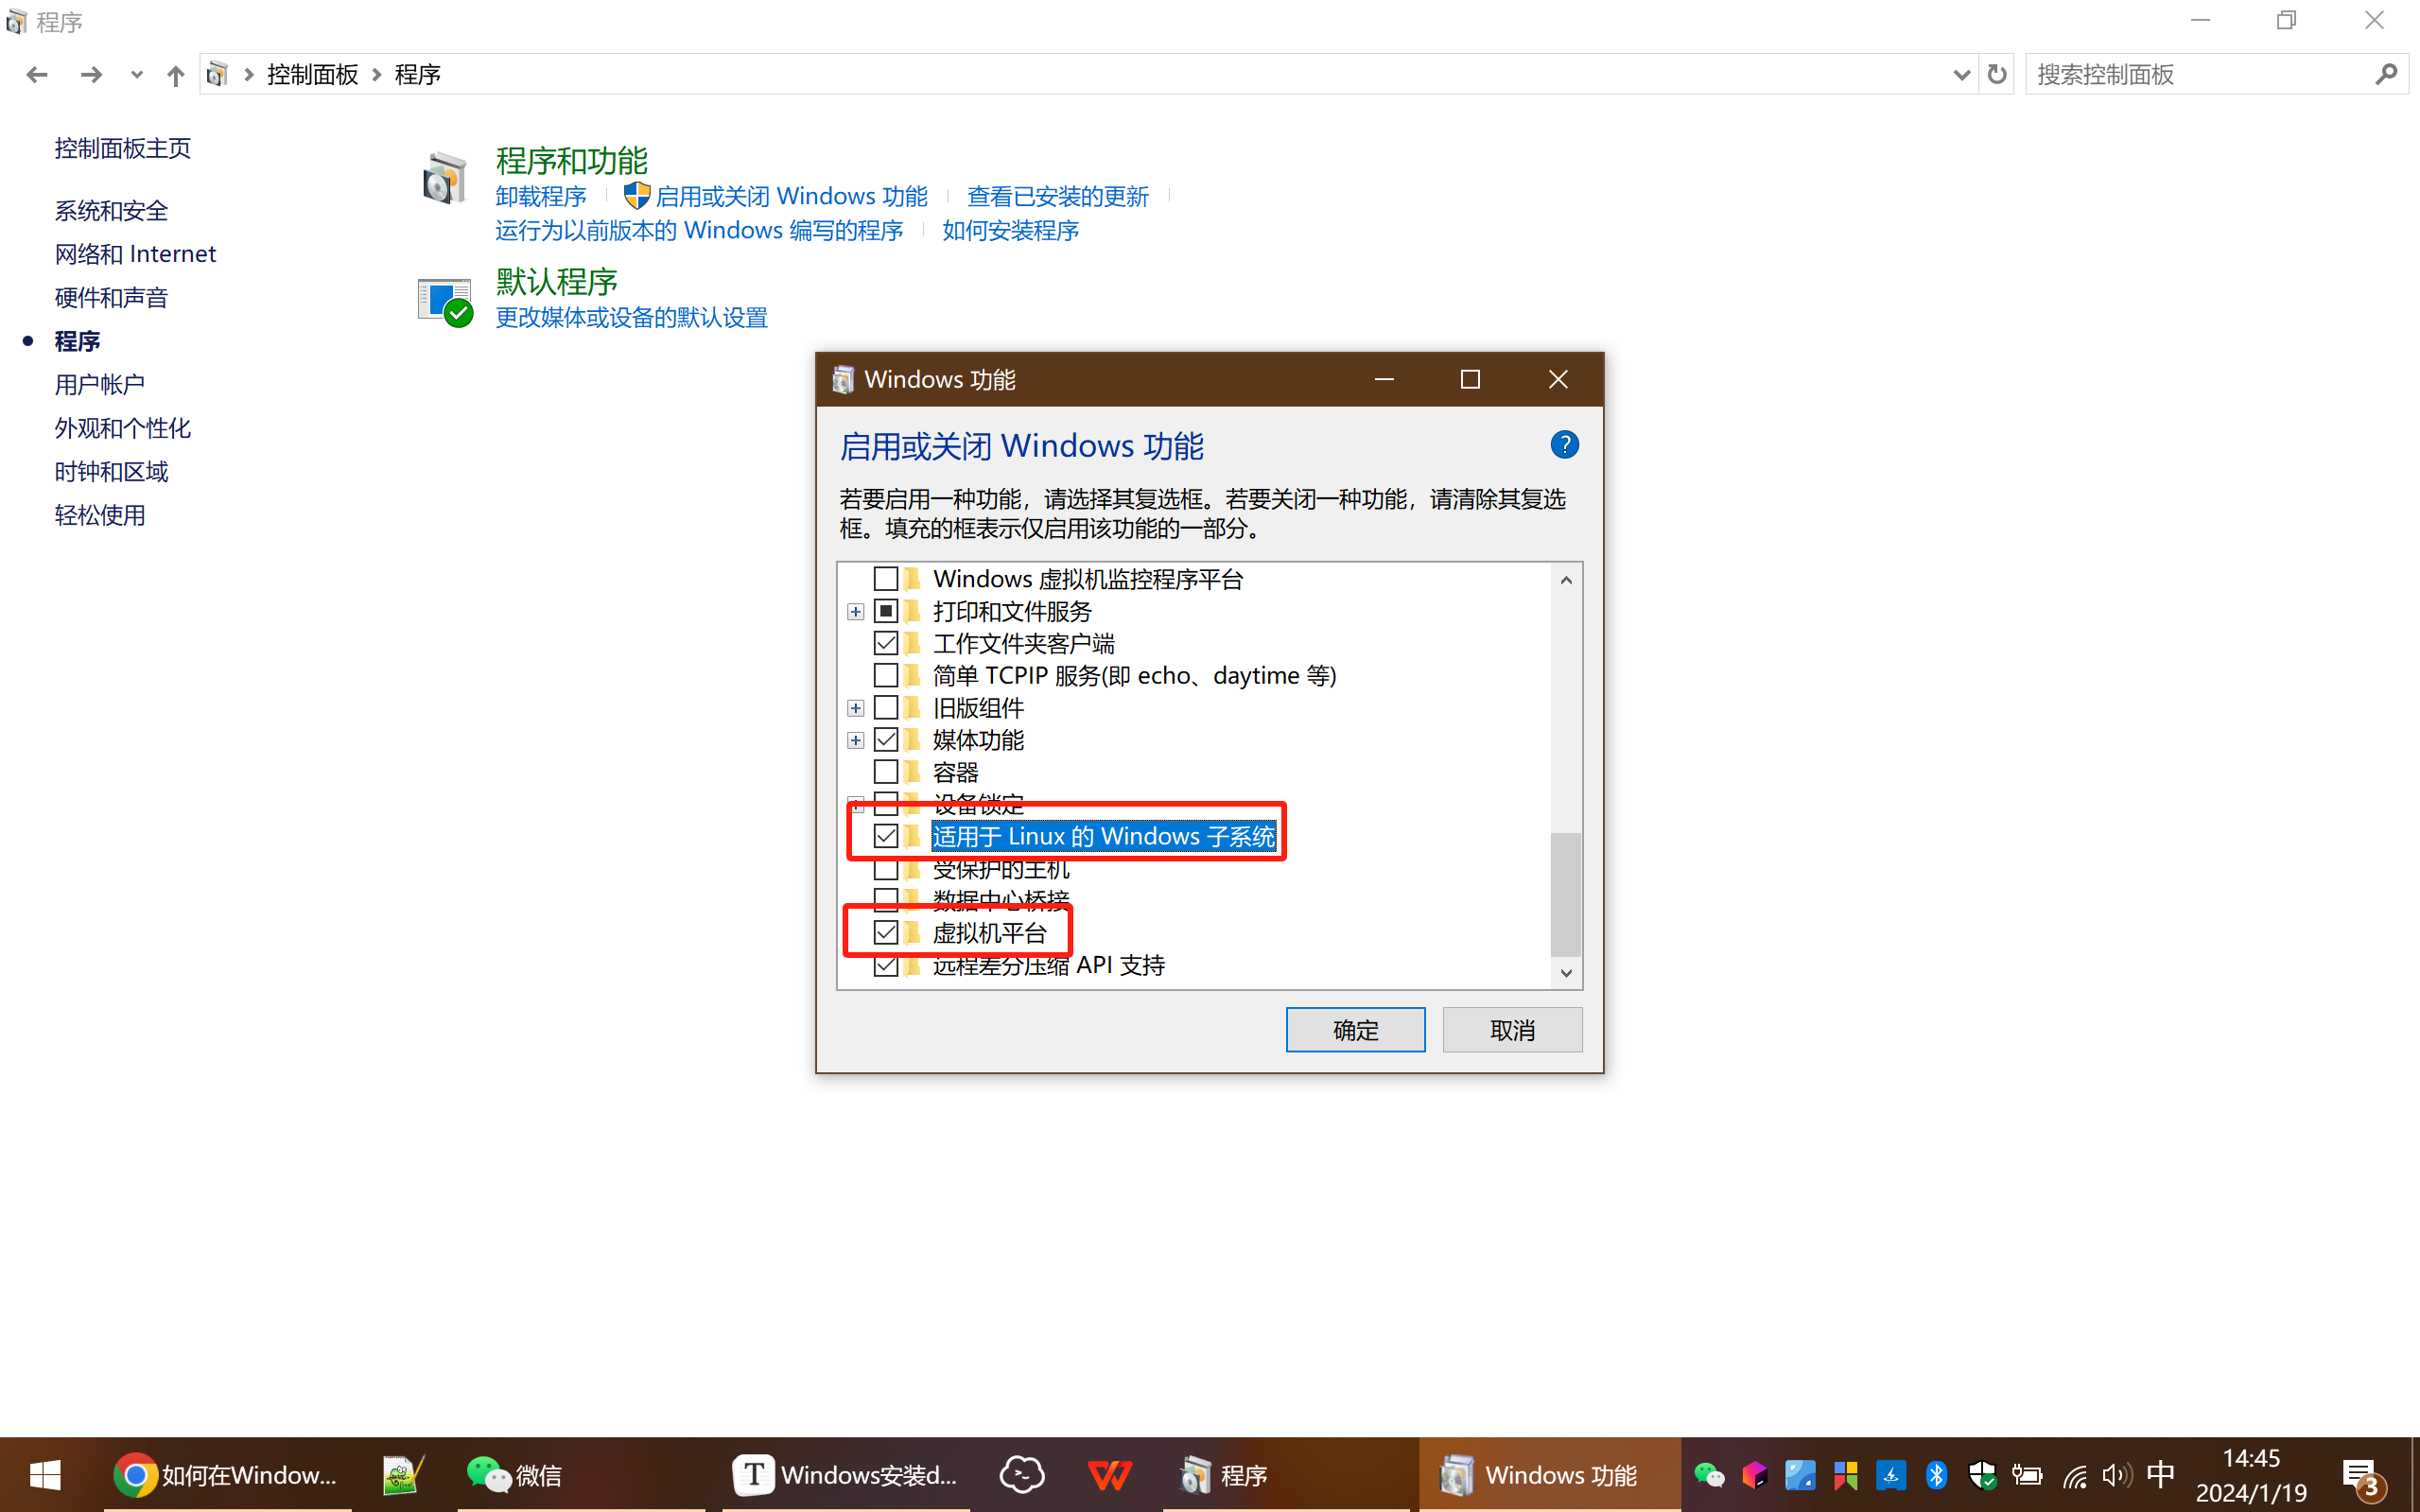 程序
控制面板
程序
搜索控制面板
控制面板主页
系统和安全
网络和 Internet
硬件和声音
程序
用户帐户
外观和个性化
时钟和区域
轻松使用
程序和功能
卸载程序
启用或关闭 Windows 功能
查看已安装的更新
运行为以前版本的 Windows 编写的程序
如何安装程序
默认程序
更改媒体或设备的默认设置
Windows 功能
启用或关闭 Windows 功能
?
若要启用一种功能，请选择其复选框。若要关闭一种功能，请清除其复选
框。填充的框表示仅启用该功能的一部分。
Windows 虚拟机监控程序平台
打印和文件服务
工作文件夹客户端
简单 TCPIP 服务(即 echo、daytime 等)
旧版组件
媒体功能
容器
设备锁定
适用于 Linux 的 Windows 子系统
受保护的主机
数据中心桥接
虚拟机平台
远程差分压缩 API 支持
确定
取消
如何在Window...
微信
T
Windows安装d...
程序
Windows 功能
中
14:45
2024/1/19
3